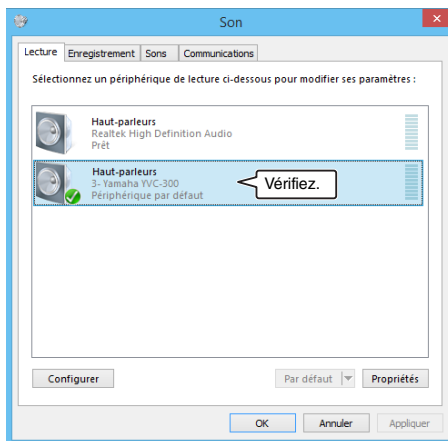 Son
Lecture Enregistrement Sons Communications
Sélectionnez un périphérique de lecture ci-dessous pour modifier ses paramètres :
Haut-parleurs
Realtek High Definition Audio
Prêt
Haut-parleurs
3- Yamaha YVC-300
Périphérique par défaut
Vérifiez.
Configurer Par défaut Propriétés
OK Annuler Appliquer